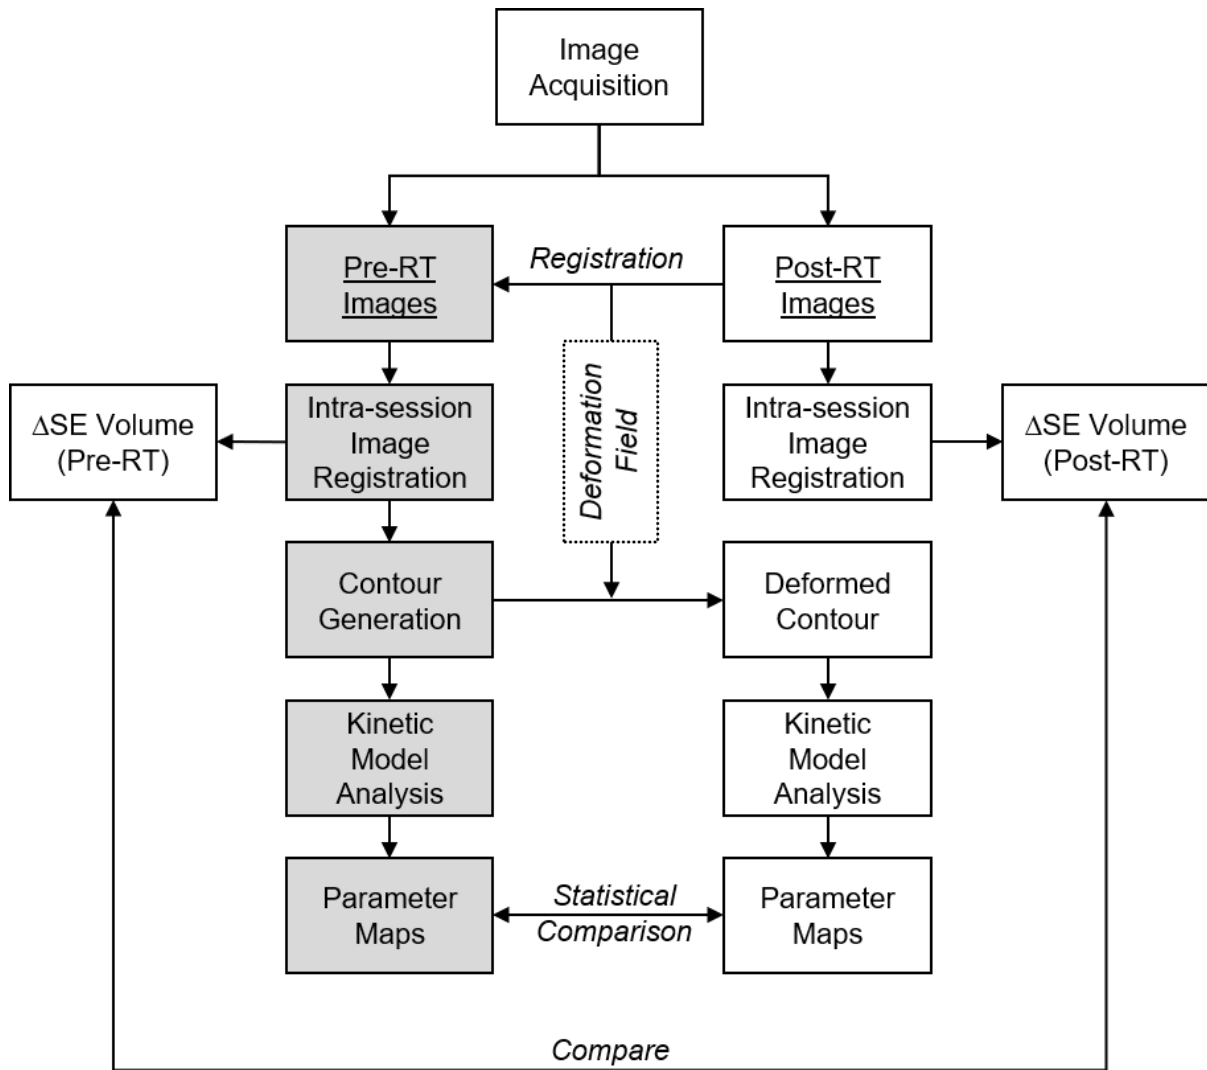 Image
Acquisition
Pre-RT
Images
Registration
Post-RT
Images
ΔSE Volume
(Pre-RT)
Intra-session
Image
Registration
Deformation
Field
Intra-session
Image
Registration
ΔSE Volume
(Post-RT)
Contour
Generation
Deformed
Contour
Kinetic
Model
Analysis
Kinetic
Model
Analysis
Parameter
Maps
Statistical
Comparison
Parameter
Maps
Compare